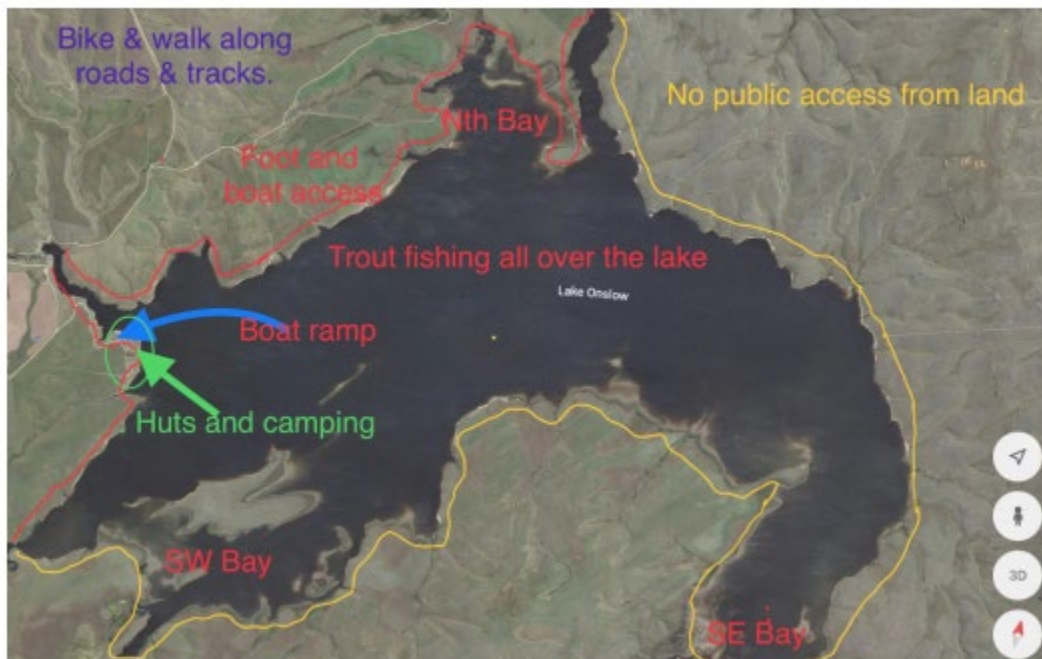 Bike & walk along
roads & tracks.
No public access from land
Nth Bay
Foot and
boat access
Trout fishing all over the lake
Lake Onslow
Boat ramp
Huts and camping
SW Bay
3D
SE Bay